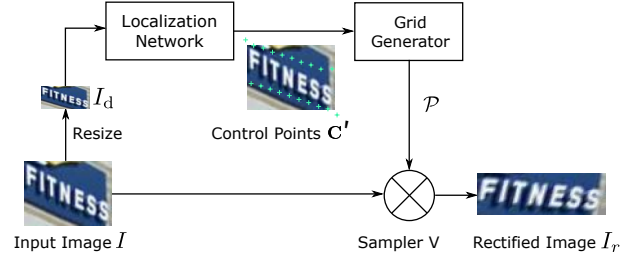 Localization
Network
Grid
Generator
FITNESS
FITNESS
I_d
Control Points C'
𝒫
Resize
FITNESS
FITNESS
Input Image I
Sampler V
Rectified Image I_r